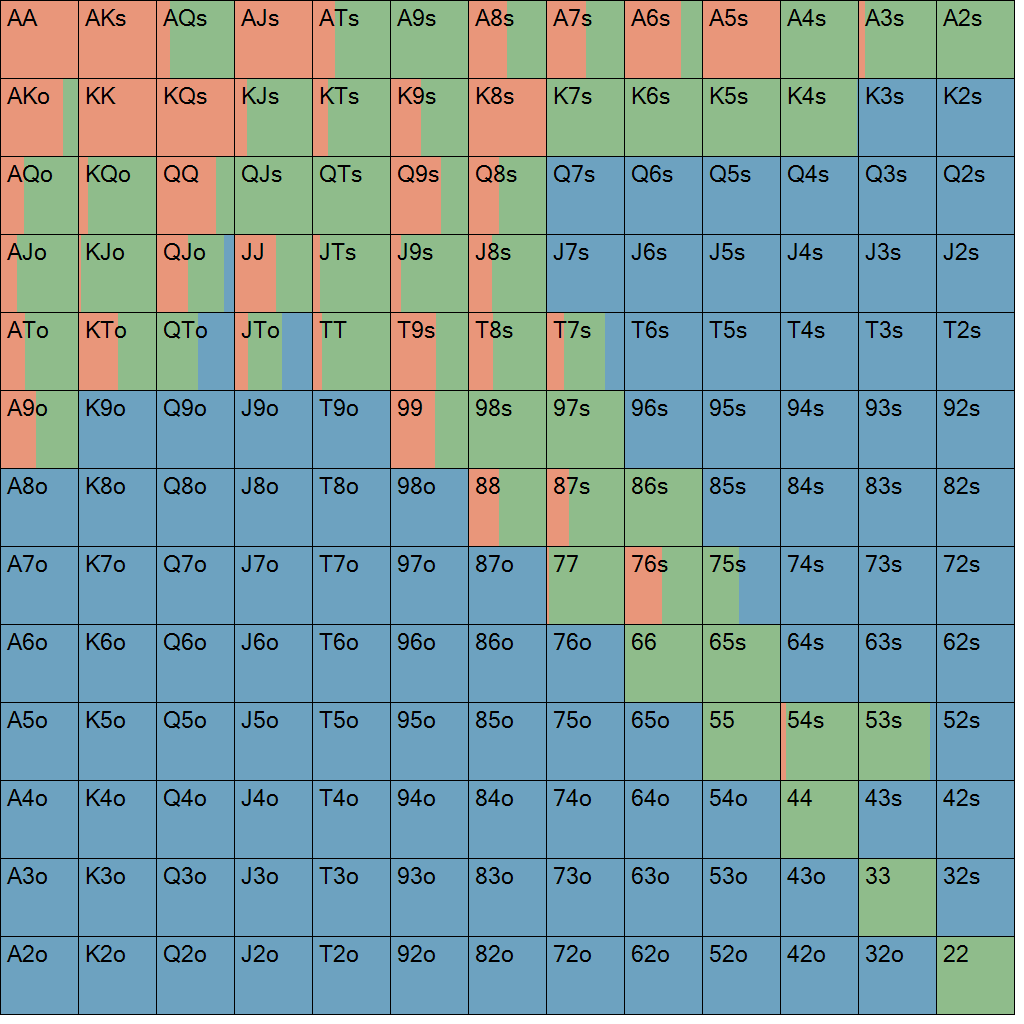 AA AKs AQs AJs ATs A9s A8s A7s A6s A5s A4s A3s A2s
AKo KK KQs KJs KTs K9s K8s K7s K6s K5s K4s K3s K2s
AQo KQo QQ QJs QTs Q9s Q8s Q7s Q6s Q5s Q4s Q3s Q2s
AJo KJo QJo JJ JTs J9s J8s J7s J6s J5s J4s J3s J2s
ATo KTo QTo JTo TT T9s T8s T7s T6s T5s T4s T3s T2s
A9o K9o Q9o J9o T9o 99 98s 97s 96s 95s 94s 93s 92s
A8o K8o Q8o J8o T8o 98o 88 87s 86s 85s 84s 83s 82s
A7o K7o Q7o J7o T7o 97o 87o 77 76s 75s 74s 73s 72s
A6o K6o Q6o J6o T6o 96o 86o 76o 66 65s 64s 63s 62s
A5o K5o Q5o J5o T5o 95o 85o 75o 65o 55 54s 53s 52s
A4o K4o Q4o J4o T4o 94o 84o 74o 64o 54o 44 43s 42s
A3o K3o Q3o J3o T3o 93o 83o 73o 63o 53o 43o 33 32s
A2o K2o Q2o J2o T2o 92o 82o 72o 62o 52o 42o 32o 22